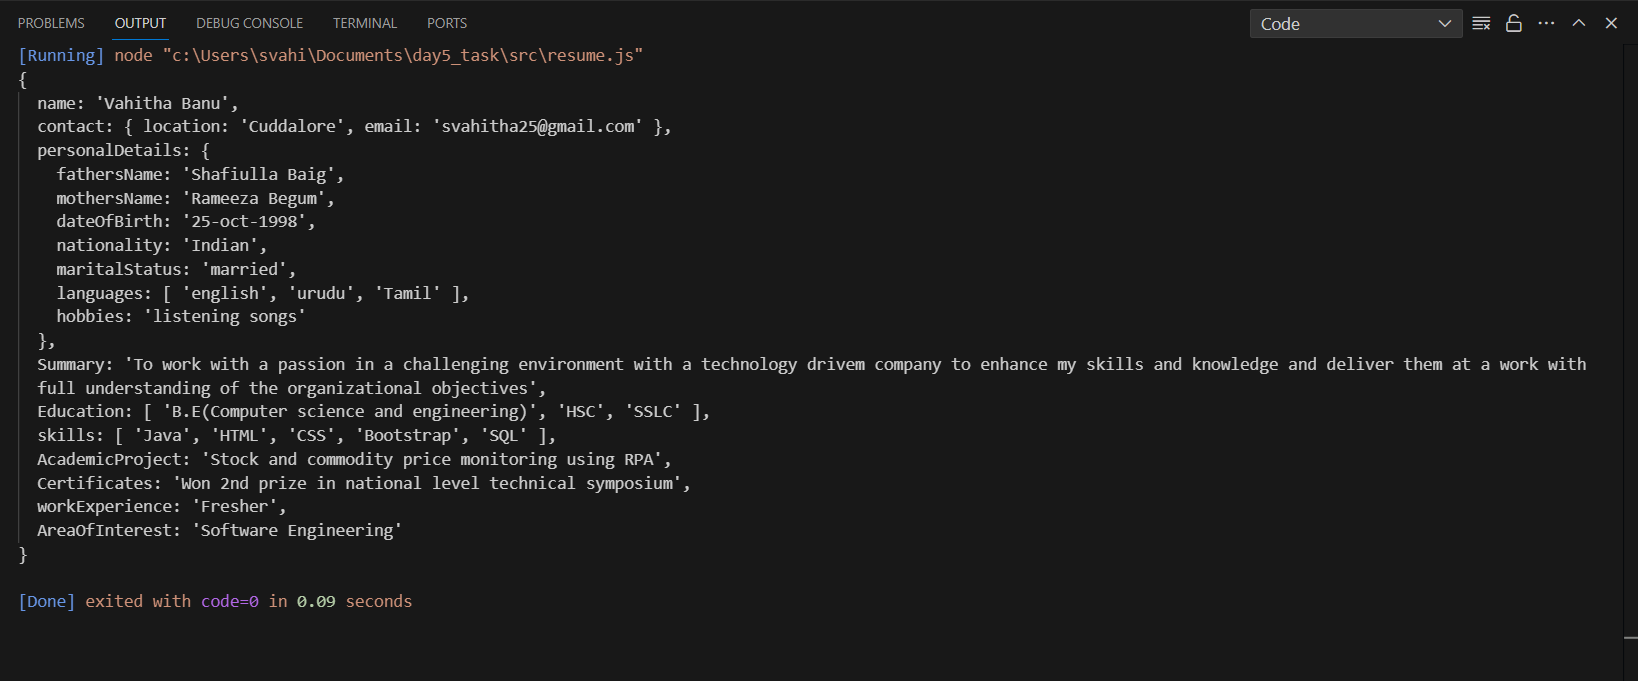 PROBLEMS OUTPUT DEBUG CONSOLE TERMINAL PORTS Code
[Running] node "c:\Users\svahi\Documents\day5_task\src\resume.js"
{
  name: 'Vahitha Banu',
  contact: { location: 'Cuddalore', email: 'svahitha25@gmail.com' },
  personalDetails: {
    fathersName: 'Shafiulla Baig',
    mothersName: 'Rameeza Begum',
    dateOfBirth: '25-oct-1998',
    nationality: 'Indian',
    maritalStatus: 'married',
    languages: [ 'english', 'urudu', 'Tamil' ],
    hobbies: 'listening songs'
  },
  Summary: 'To work with a passion in a challenging environment with a technology drivem company to enhance my skills and knowledge and deliver them at a work with
  full understanding of the organizational objectives',
  Education: [ 'B.E(Computer science and engineering)', 'HSC', 'SSLC' ],
  skills: [ 'Java', 'HTML', 'CSS', 'Bootstrap', 'SQL' ],
  AcademicProject: 'Stock and commodity price monitoring using RPA',
  Certificates: 'Won 2nd prize in national level technical symposium',
  workExperience: 'Fresher',
  AreaOfInterest: 'Software Engineering'
}
[Done] exited with code=0 in 0.09 seconds